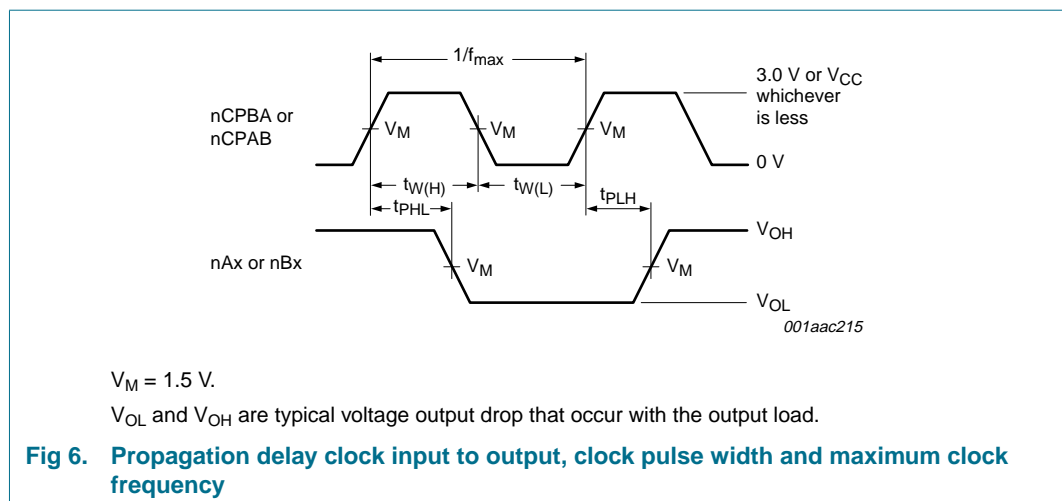 1/fmax
3.0 V or VCC
whichever
is less
nCPBA or
nCPAB
VM
VM
VM
0 V
tW(H)
tW(L)
tPHL
tPLH
VOH
nAx or nBx
VM
VM
VOL
001aac215
VM = 1.5 V.
VOL and VOH are typical voltage output drop that occur with the output load.
Fig 6. Propagation delay clock input to output, clock pulse width and maximum clock
frequency